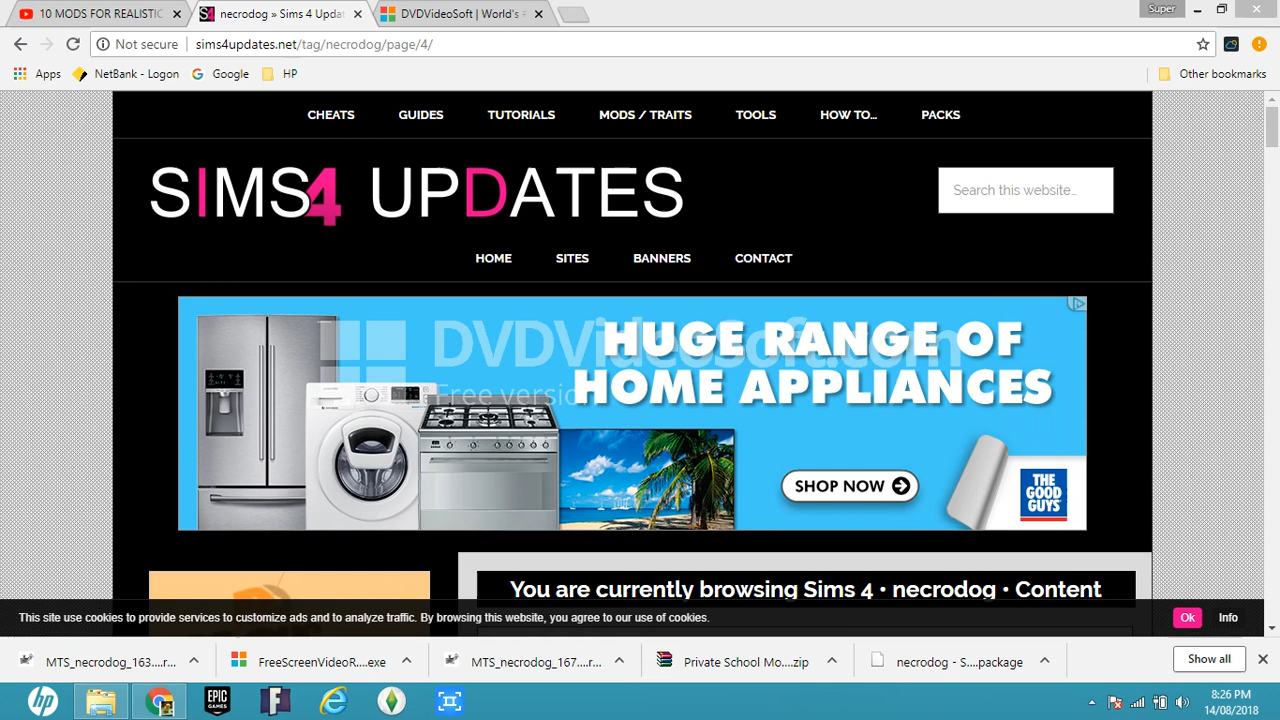 10 MODS FOR REALISTIC
necrodog » Sims 4 Updat
DVDVideoSoft | World's
Super
Not secure
sims4updates.net/tag/necrodog/page/4/
Apps
NetBank - Logon
Google
HP
Other bookmarks
CHEATS GUIDES TUTORIALS MODS / TRAITS TOOLS HOW TO... PACKS
SIMS4 UPDATES
Search this website...
HOME SITES BANNERS CONTACT
HUGE RANGE OF
HOME APPLIANCES
DVDVideoSoft.com
Free version
SHOP NOW
THE
GOOD
GUYS
You are currently browsing Sims 4 • necrodog • Content
This site use cookies to provide services to customize ads and to analyze traffic. By browsing this website, you agree to our use of cookies.
Ok
Info
MTS_necrodog_163....r...
FreeScreenVideoR....exe
MTS_necrodog_167....r...
Private School Mo....zip
necrodog - S....package
Show all
hp
EPIC
GAMES
8:26 PM
14/08/2018